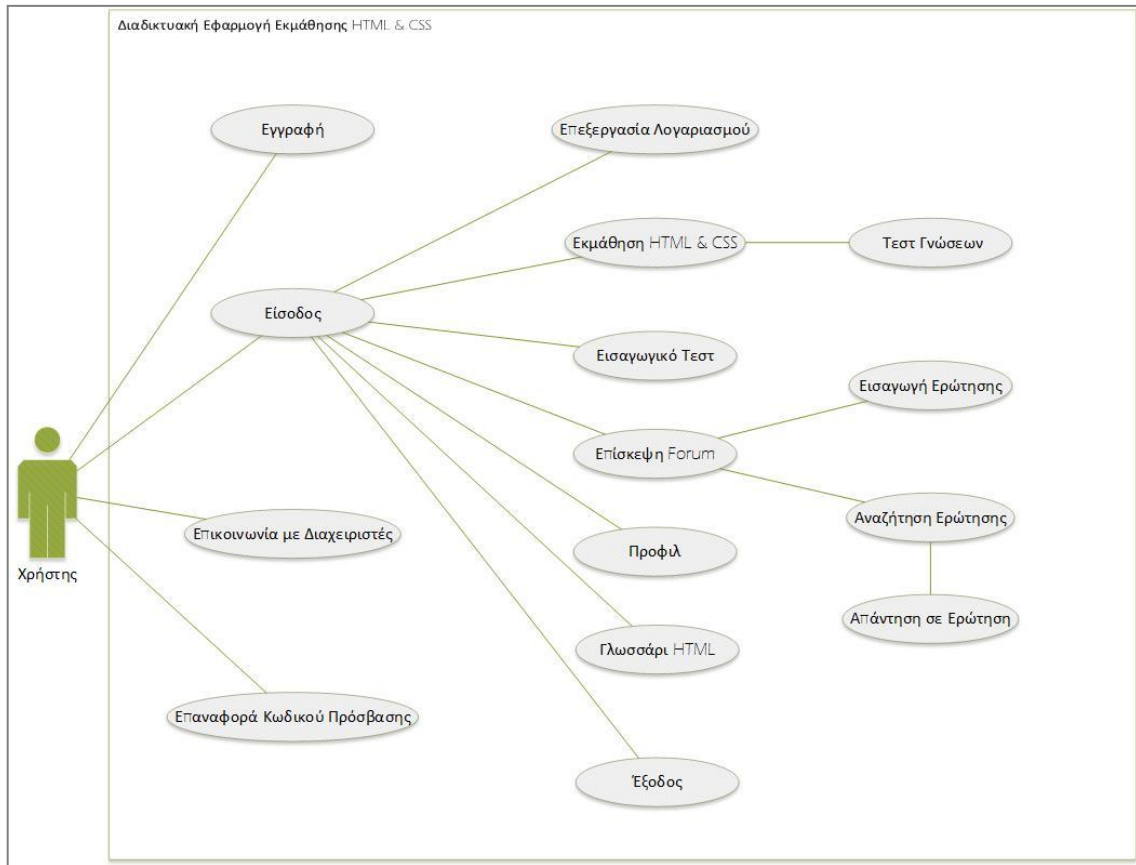 Διαδικτυακή Εφαρμογή Εκμάθησης HTML & CSS
Εγγραφή
Επεξεργασία Λογαριασμού
Εκμάθηση HTML & CSS
Τεστ Γνώσεων
Είσοδος
Εισαγωγικό Τεστ
Εισαγωγή Ερώτησης
Επίσκεψη Forum
Αναζήτηση Ερώτησης
Επικοινωνία με Διαχειριστές
Προφιλ
Χρήστης
Απάντηση σε Ερώτηση
Γλωσσάρι HTML
Επαναφορά Κωδικού Πρόσβασης
Έξοδος